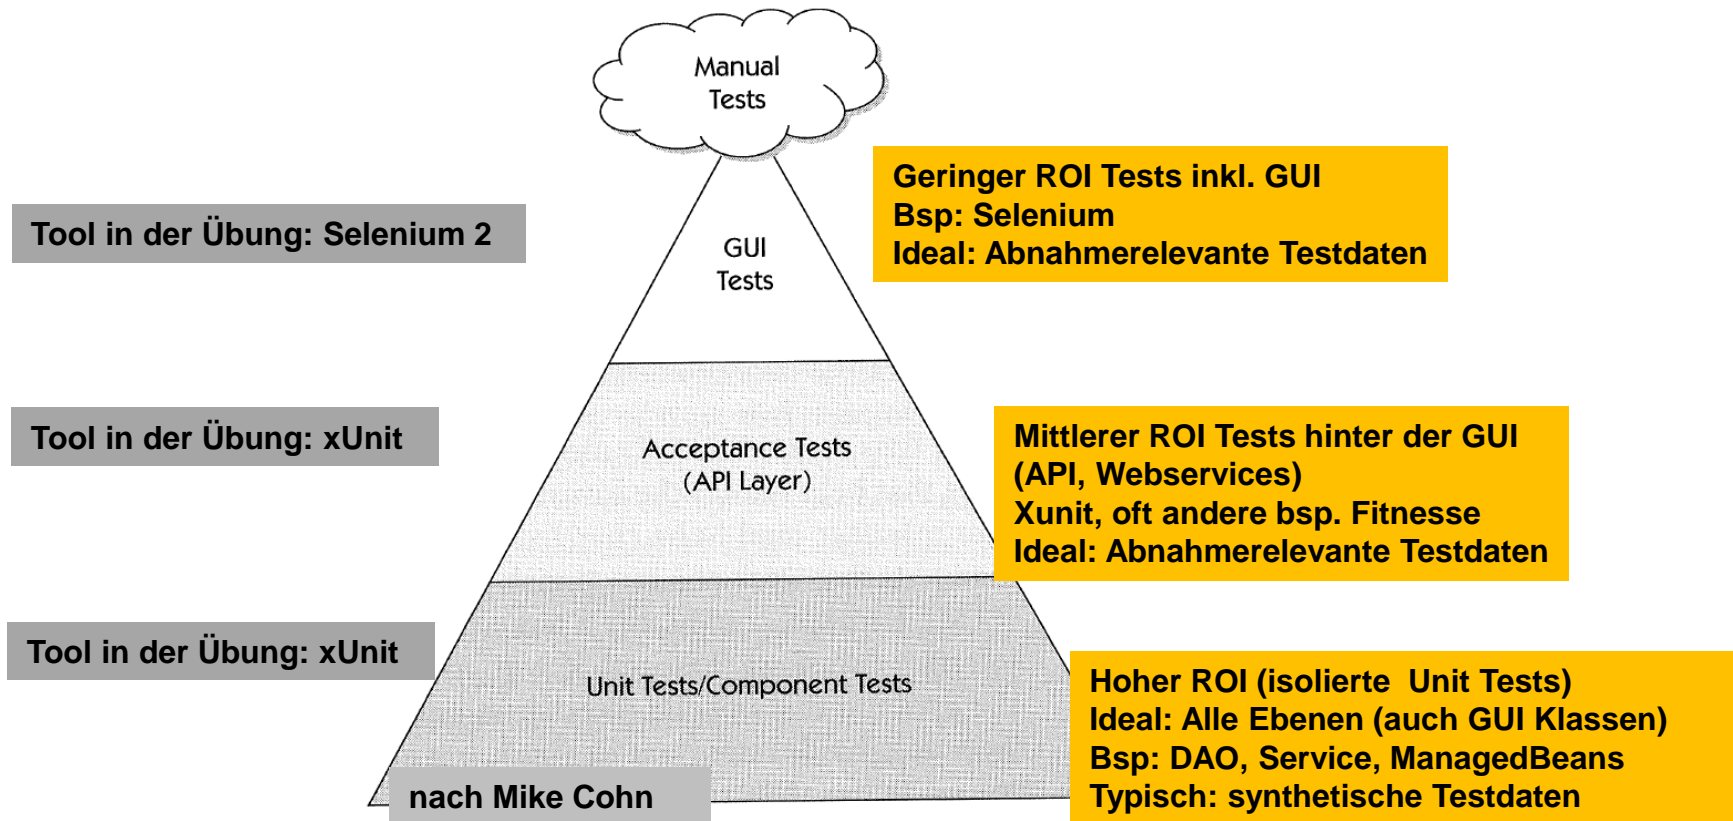 Manual
Tests
Geringer ROI Tests inkl. GUI
Bsp: Selenium
Ideal: Abnahmerelevante Testdaten
Tool in der Übung: Selenium 2
GUI
Tests
Tool in der Übung: xUnit
Acceptance Tests
(API Layer)
Mittlerer ROI Tests hinter der GUI
(API, Webservices)
Xunit, oft andere bsp. Fitnesse
Ideal: Abnahmerelevante Testdaten
Tool in der Übung: xUnit
Unit Tests/Component Tests
Hoher ROI (isolierte Unit Tests)
Ideal: Alle Ebenen (auch GUI Klassen)
Bsp: DAO, Service, ManagedBeans
Typisch: synthetische Testdaten
nach Mike Cohn